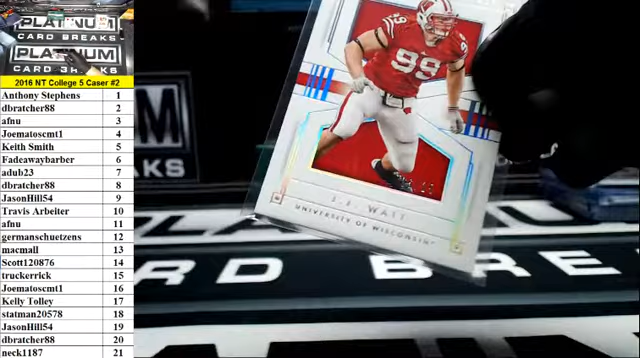 PLATINUM
CARD BREAKS
PLATINUM
2016 NT College 5 Caser #2
Anthony Stephens 1
dbratcher88 2
afnu 3
Joematoscmt1 4
Keith Smith 5
Fadeawaybarber 6
adub23 7
dbratcher88 8
JasonHill54 9
Travis Arbeiter 10
afnu 11
germanschuetzens 12
macmall 13
Scott120876 14
truckerrick 15
Joematoscmt1 16
Kelly Tolley 17
statman20578 18
JasonHill54 19
dbratcher88 20
neck1187 21
99
99
J.J. WATT
UNIVERSITY OF WISCONSIN
RD BRE